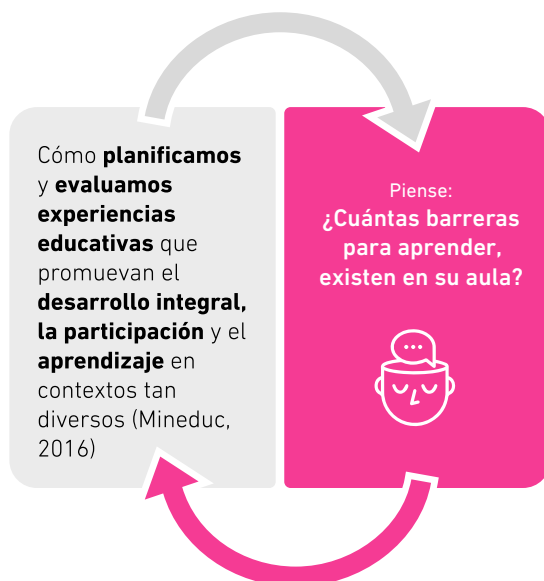 Cómo planificamos
y evaluamos
experiencias
educativas que
promuevan el
desarrollo integral,
la participación y el
aprendizaje en
contextos tan
diversos (Mineduc,
2016)
Piense:
¿Cuántas barreras
para aprender,
existen en su aula?